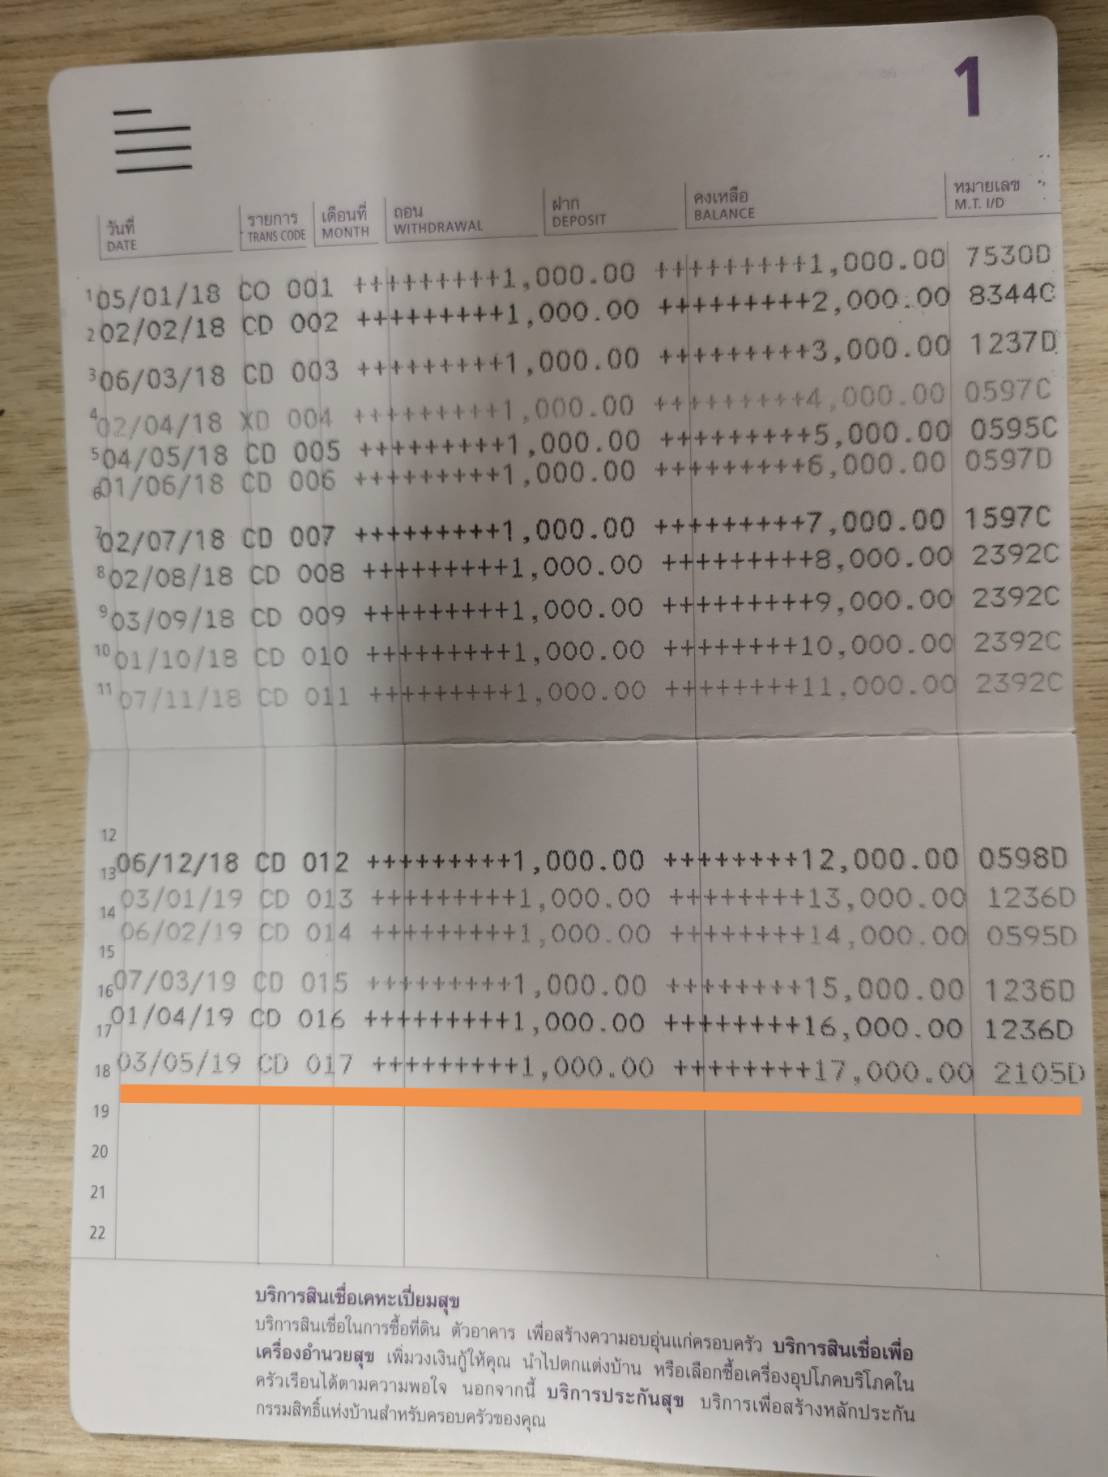 1
วันที่ รายการ เดือนที่ ถอน ฝาก คงเหลือ หมายเลข
DATE TRANS CODE MONTH WITHDRAWAL DEPOSIT BALANCE M.T. I/D
1 05/01/18 CO 001 +++++++++1,000.00 +++++++++1,000.00 7530D
2 02/02/18 CD 002 +++++++++1,000.00 +++++++++2,000.00 8344C
3 06/03/18 CD 003 +++++++++1,000.00 +++++++++3,000.00 1237D
4 02/04/18 XD 004 +++++++++1,000.00 +++++++++4,000.00 0597C
5 04/05/18 CD 005 +++++++++1,000.00 +++++++++5,000.00 0595C
6 01/06/18 CD 006 +++++++++1,000.00 +++++++++6,000.00 0597D
7 02/07/18 CD 007 +++++++++1,000.00 +++++++++7,000.00 1597C
8 02/08/18 CD 008 +++++++++1,000.00 +++++++++8,000.00 2392C
9 03/09/18 CD 009 +++++++++1,000.00 +++++++++9,000.00 2392C
10 01/10/18 CD 010 +++++++++1,000.00 ++++++++10,000.00 2392C
11 07/11/18 CD 011 +++++++++1,000.00 ++++++++11,000.00 2392C
12
13 06/12/18 CD 012 +++++++++1,000.00 ++++++++12,000.00 0598D
14 03/01/19 CD 013 +++++++++1,000.00 ++++++++13,000.00 1236D
15 06/02/19 CD 014 +++++++++1,000.00 ++++++++14,000.00 0595D
16 07/03/19 CD 015 +++++++++1,000.00 ++++++++15,000.00 1236D
17 01/04/19 CD 016 +++++++++1,000.00 ++++++++16,000.00 1236D
18 03/05/19 CD 017 +++++++++1,000.00 ++++++++17,000.00 2105D
19
20
21
22
บริการสินเชื่อเคหะเปี่ยมสุข
บริการสินเชื่อในการซื้อที่ดิน ตัวอาคาร เพื่อสร้างความอบอุ่นแก่ครอบครัว บริการสินเชื่อเพื่อ
เครื่องอำนวยสุข เพิ่มวงเงินกู้ให้คุณ นำไปตกแต่งบ้าน หรือเลือกซื้อเครื่องอุปโภคบริโภคใน
ครัวเรือนได้ตามความพอใจ นอกจากนี้ บริการประกันสุข บริการเพื่อสร้างหลักประกัน
กรรมสิทธิ์แห่งบ้านสำหรับครอบครัวของคุณ